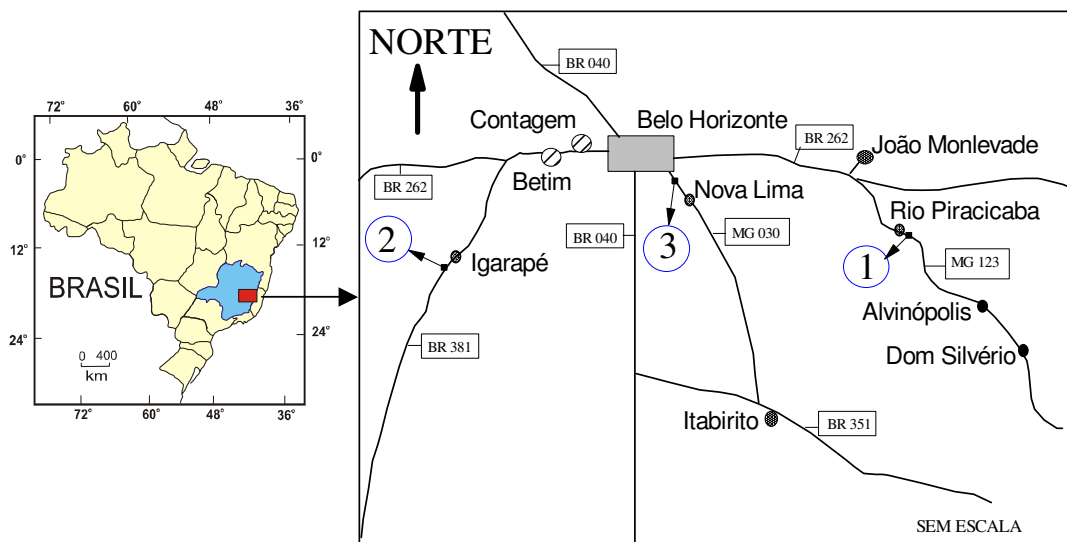 72°
60°
48°
36°
0°
0°
12°
12°
24°
24°
BRASIL
0 400
km
72°
60°
48°
36°
NORTE
BR 040
Contagem
Belo Horizonte
BR 262
João Monlevade
Betim
BR 262
Nova Lima
Rio Piracicaba
2
3
1
Igarapé
BR 040
MG 030
MG 123
Alvinópolis
BR 381
Dom Silvério
Itabirito
BR 351
SEM ESCALA